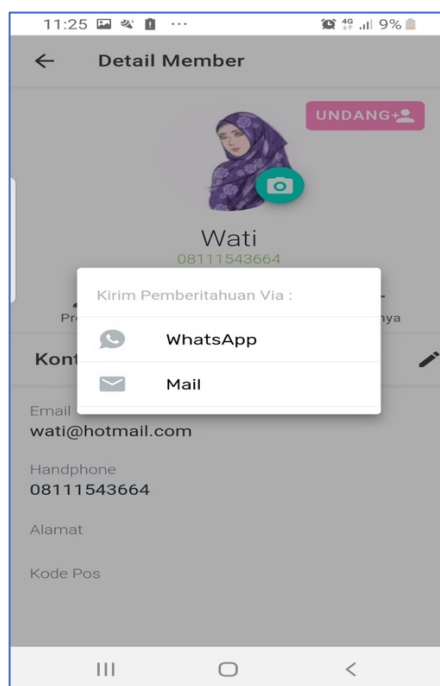 11:25 ... 4G 9%
Detail Member
UNDANG+
Wati
08111543664
Kirim Pemberitahuan Via :
WhatsApp
Mail
Email
wati@hotmail.com
Handphone
08111543664
Alamat
Kode Pos